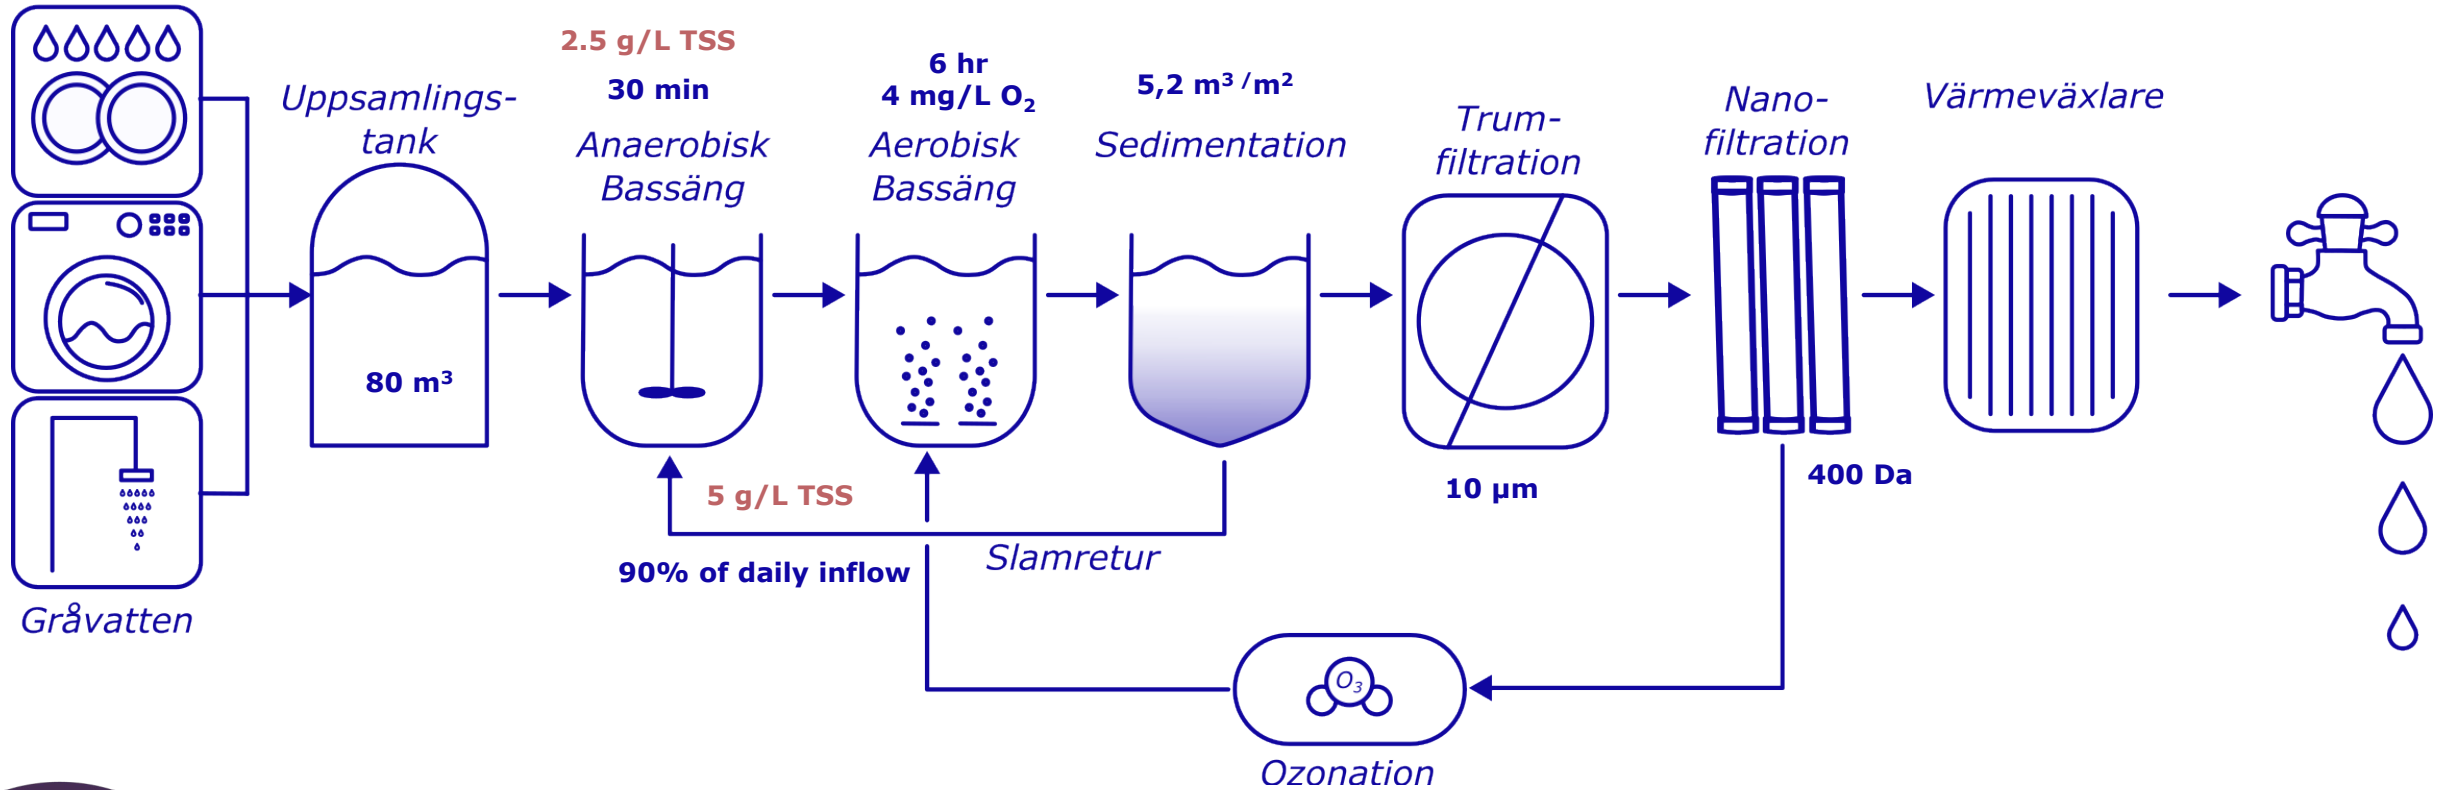 Gråvatten
Uppsamlings-
tank
80 m³
2.5 g/L TSS
30 min
Anaerobisk
Bassäng
6 hr
4 mg/L O₂
Aerobisk
Bassäng
5,2 m³ /m²
Sedimentation
Trum-
filtration
10 µm
Nano-
filtration
400 Da
Värmeväxlare
5 g/L TSS
90% of daily inflow
Slamretur
O₃
Ozonation